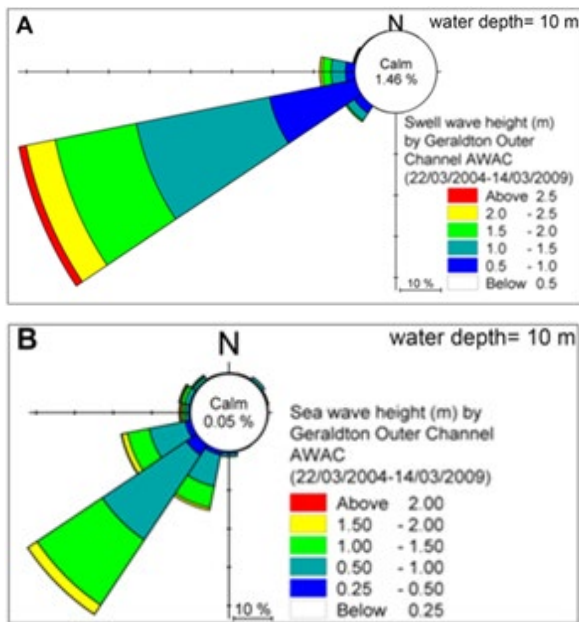 A
N
water depth= 10 m
Calm
1.46 %
Swell wave height (m)
by Geraldton Outer
Channel AWAC
(22/03/2004-14/03/2009)
Above 2.5
2.0 - 2.5
1.5 - 2.0
1.0 - 1.5
0.5 - 1.0
Below 0.5
10 %
B
N
water depth= 10 m
Calm
0.05 %
Sea wave height (m) by
Geraldton Outer Channel
AWAC
(22/03/2004-14/03/2009)
Above 2.00
1.50 - 2.00
1.00 - 1.50
0.50 - 1.00
0.25 - 0.50
Below 0.25
10 %